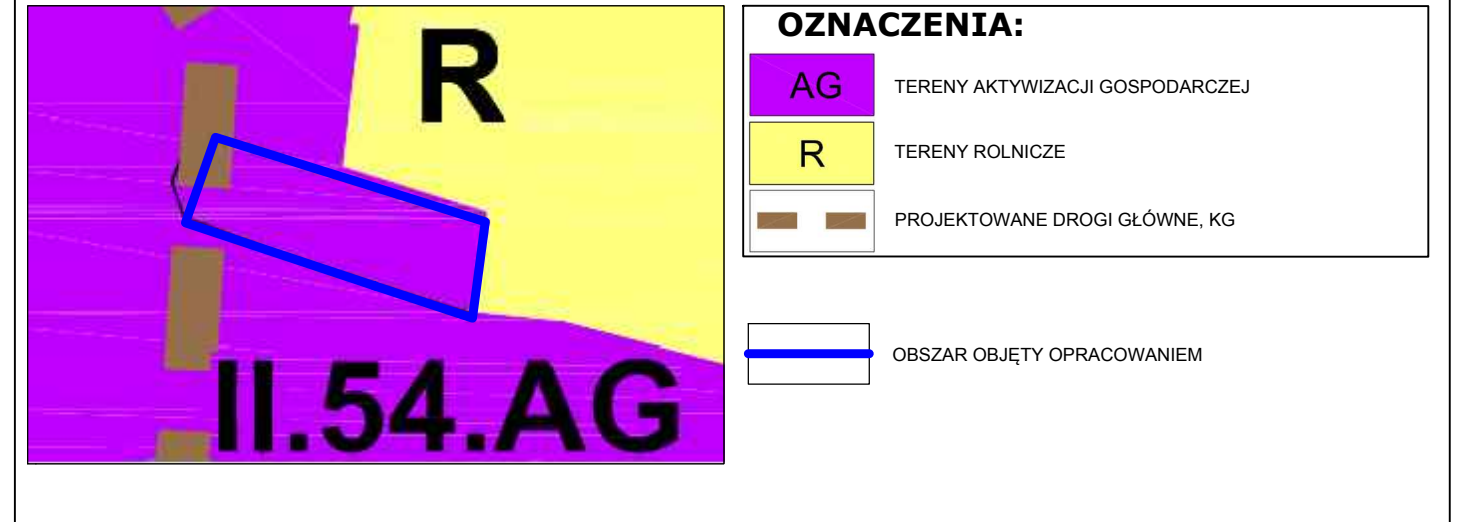 R
II.54.AG
OZNACZENIA:
AG
TERENY AKTYWIZACJI GOSPODARCZEJ
R
TERENY ROLNICZE
PROJEKTOWANE DROGI GŁÓWNE, KG
OBSZAR OBJĘTY OPRACOWANIEM